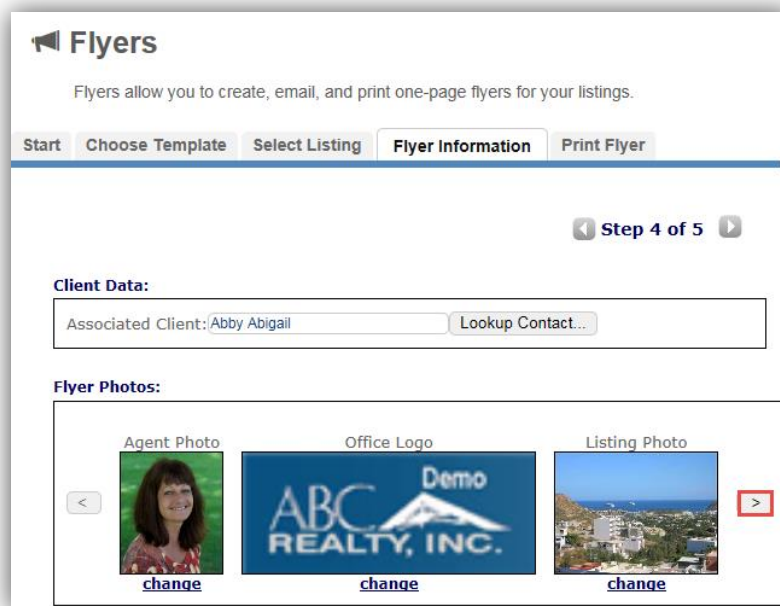 Flyers
Flyers allow you to create, email, and print one-page flyers for your listings.
Start Choose Template Select Listing Flyer Information Print Flyer
Step 4 of 5
Client Data:
Associated Client: Abby Abigail Lookup Contact...
Flyer Photos:
Agent Photo Office Logo Listing Photo
< >
Demo
ABC
REALTY, INC.
change change change